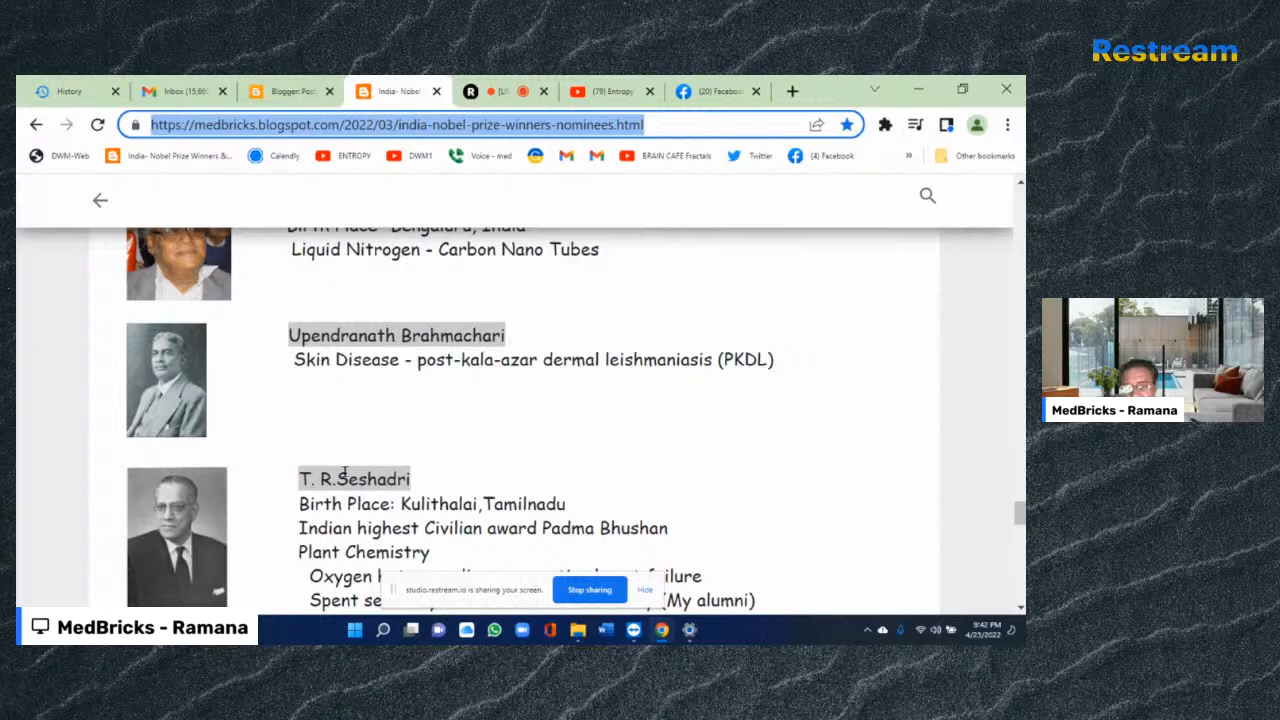 Restream
History
Inbox (15,66
Blogger: Post
India- Nobel
(79) Entropy
(20) Faceboo
https://medbricks.blogspot.com/2022/03/india-nobel-prize-winners-nominees.html
DWM-Web
India- Nobel Prize Winners &...
Calendly
ENTROPY
DWM1
Voice - med
BRAIN CAFE Fractals
Twitter
(4) Facebook
»
Other bookmarks
Birth Place- Bengaluru, India
Liquid Nitrogen - Carbon Nano Tubes
Upendranath Brahmachari
Skin Disease - post-kala-azar dermal leishmaniasis (PKDL)
T. R.Seshadri
Birth Place: Kulithalai,Tamilnadu
Indian highest Civilian award Padma Bhushan
Plant Chemistry
Oxygen failure
Spent (My alumni)
studio.restream.io is sharing your screen.
Stop sharing
Hide
MedBricks - Ramana
9:42 PM
4/23/2022
MedBricks - Ramana